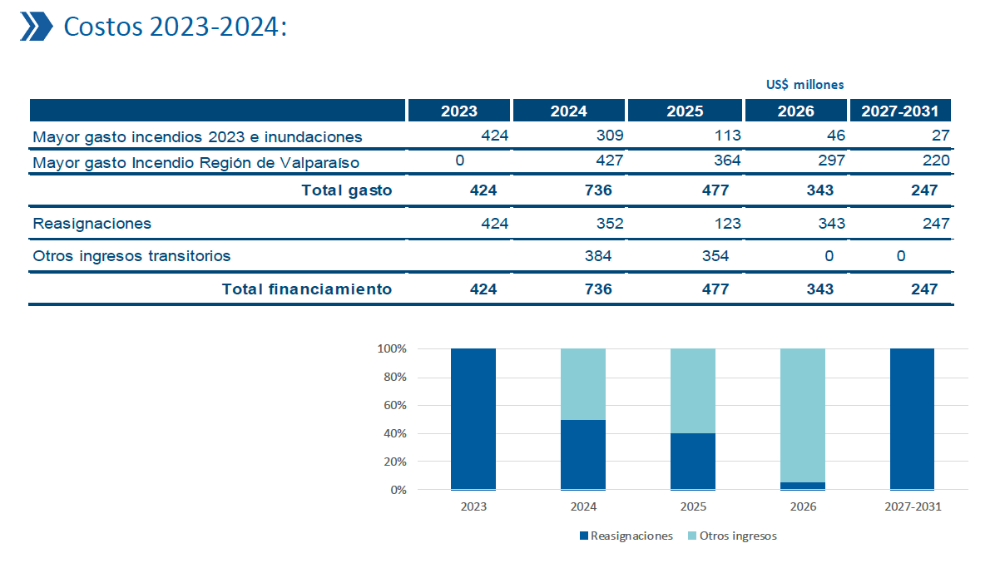 Costos 2023-2024:
US$ millones
2023 2024 2025 2026 2027-2031
Mayor gasto incendios 2023 e inundaciones 424 309 113 46 27
Mayor gasto Incendio Región de Valparaíso 0 427 364 297 220
Total gasto 424 736 477 343 247
Reasignaciones 424 352 123 343 247
Otros ingresos transitorios 384 354 0 0
Total financiamiento 424 736 477 343 247
100%
80%
60%
40%
20%
0%
2023 2024 2025 2026 2027-2031
Reasignaciones Otros ingresos